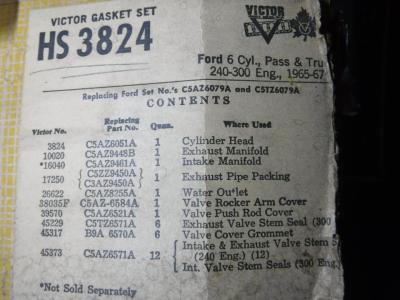 VICTOR GASKET SET
VICTOR
HS 3824
Ford 6 Cyl., Pass & Tru
240-300 Eng., 1965-67
Replacing Ford Set No.'s C5AZ6079A and C5TZ6079A
CONTENTS
Victor No. Replacing Part No. Quan. Where Used
3824 C5AZ6051A 1 Cylinder Head
10020 C5AZ9448B 1 Exhaust Manifold
*16040 C5AZ9461A 1 Intake Manifold
17250 { C5ZZ9450A C3AZ9450A } 1 Exhaust Pipe Packing
26622 C5AZ8255A 1 Water Outlet
38035F C5AZ-6584A 1 Valve Rocker Arm Cover
39570 C5AZ6521A 1 Valve Push Rod Cover
45229 C5TZ6571A 6 Exhaust Valve Stem Seal (300
45317 B9A 6570A 6 Valve Cover Grommet
45373 C5AZ6571A 12 { Intake & Exhaust Valve Stem S
(240 Eng.) (12)
Int. Valve Stem Seals (300 Eng.
*Not Sold Separately